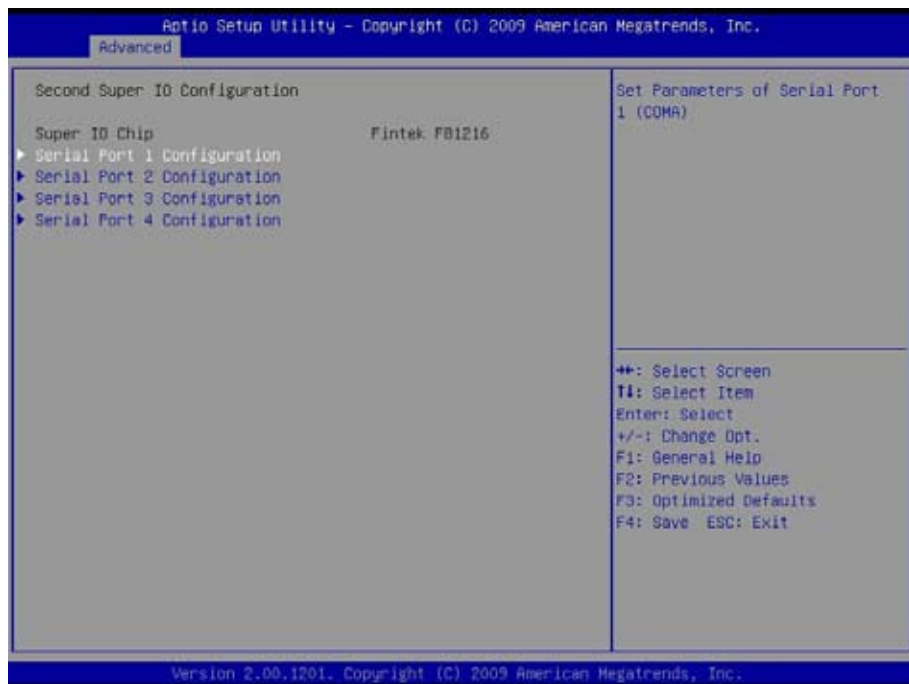 Aptio Setup Utility – Copyright (C) 2009 American Megatrends, Inc.
Advanced
Second Super IO Configuration
Super IO Chip Fintek F81216
Serial Port 1 Configuration
Serial Port 2 Configuration
Serial Port 3 Configuration
Serial Port 4 Configuration
Set Parameters of Serial Port
1 (COMA)
→←: Select Screen
↑↓: Select Item
Enter: Select
+/-: Change Opt.
F1: General Help
F2: Previous Values
F3: Optimized Defaults
F4: Save ESC: Exit
Version 2.00.1201. Copyright (C) 2009 American Megatrends, Inc.